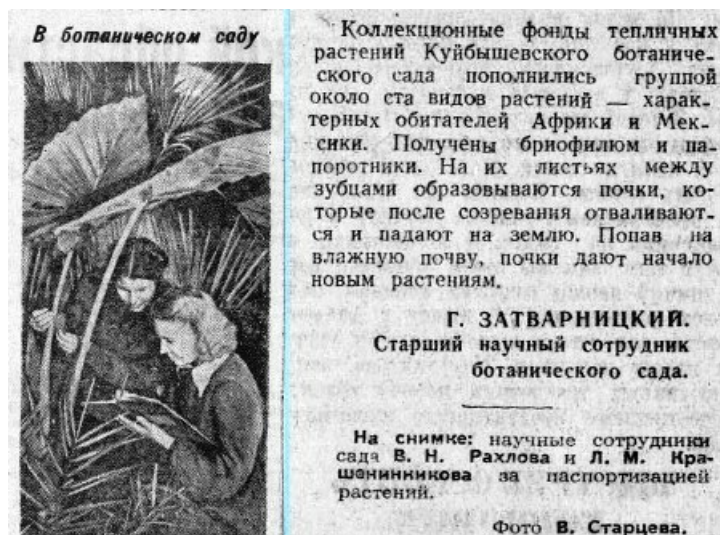 В ботаническом саду
Коллекционные фонды тепличных
растений Куйбышевского ботаниче-
ского сада пополнились группой
около ста видов растений — харак-
терных обитателей Африки и Мек-
сики. Получены бриофилюм и па-
поротники. На их листьях между
зубцами образовываются почки, ко-
торые после созревания отваливают-
ся и падают на землю. Попав на
влажную почву, почки дают начало
новым растениям.
Г. ЗАТВАРНИЦКИЙ.
Старший научный сотрудник
ботанического сада.
На снимке: научные сотрудники
сада В. Н. Рахлова и Л. М. Кра-
шенинникова за паспортизацией
растений.
Фото В. Старцева.